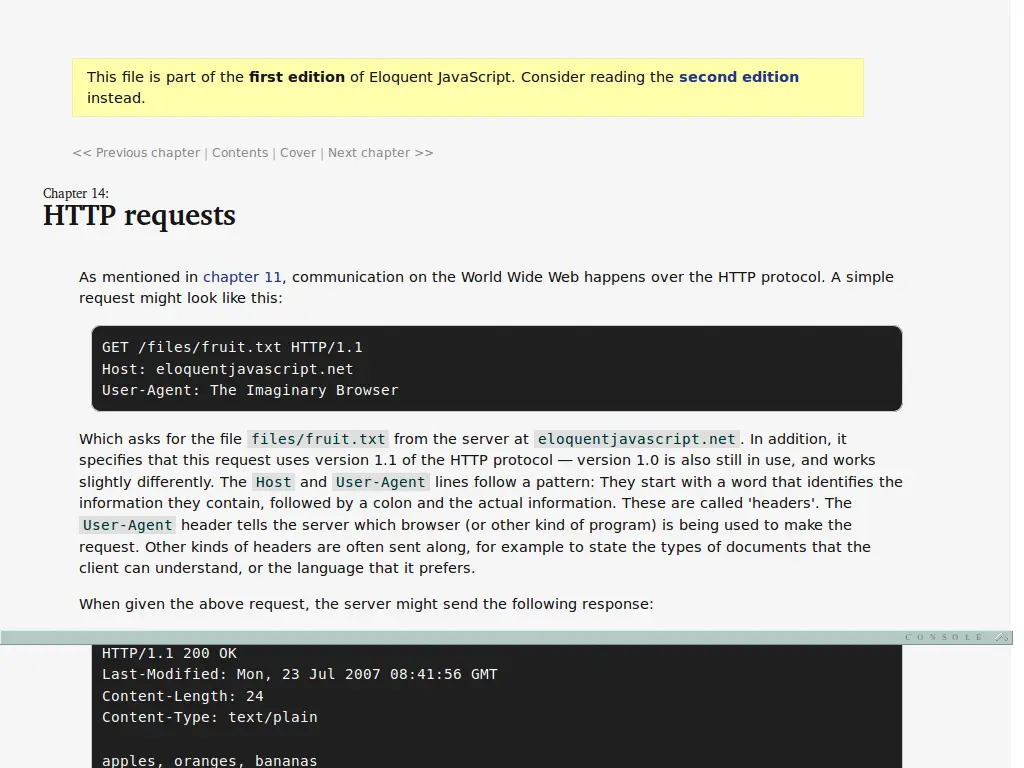 This file is part of the first edition of Eloquent JavaScript. Consider reading the second edition
instead.
<< Previous chapter | Contents | Cover | Next chapter >>
Chapter 14:
HTTP requests
As mentioned in chapter 11, communication on the World Wide Web happens over the HTTP protocol. A simple
request might look like this:
GET /files/fruit.txt HTTP/1.1
Host: eloquentjavascript.net
User-Agent: The Imaginary Browser
Which asks for the file files/fruit.txt from the server at eloquentjavascript.net. In addition, it
specifies that this request uses version 1.1 of the HTTP protocol — version 1.0 is also still in use, and works
slightly differently. The Host and User-Agent lines follow a pattern: They start with a word that identifies the
information they contain, followed by a colon and the actual information. These are called 'headers'. The
User-Agent header tells the server which browser (or other kind of program) is being used to make the
request. Other kinds of headers are often sent along, for example to state the types of documents that the
client can understand, or the language that it prefers.
When given the above request, the server might send the following response:
CONSOLE
HTTP/1.1 200 OK
Last-Modified: Mon, 23 Jul 2007 08:41:56 GMT
Content-Length: 24
Content-Type: text/plain
apples, oranges, bananas